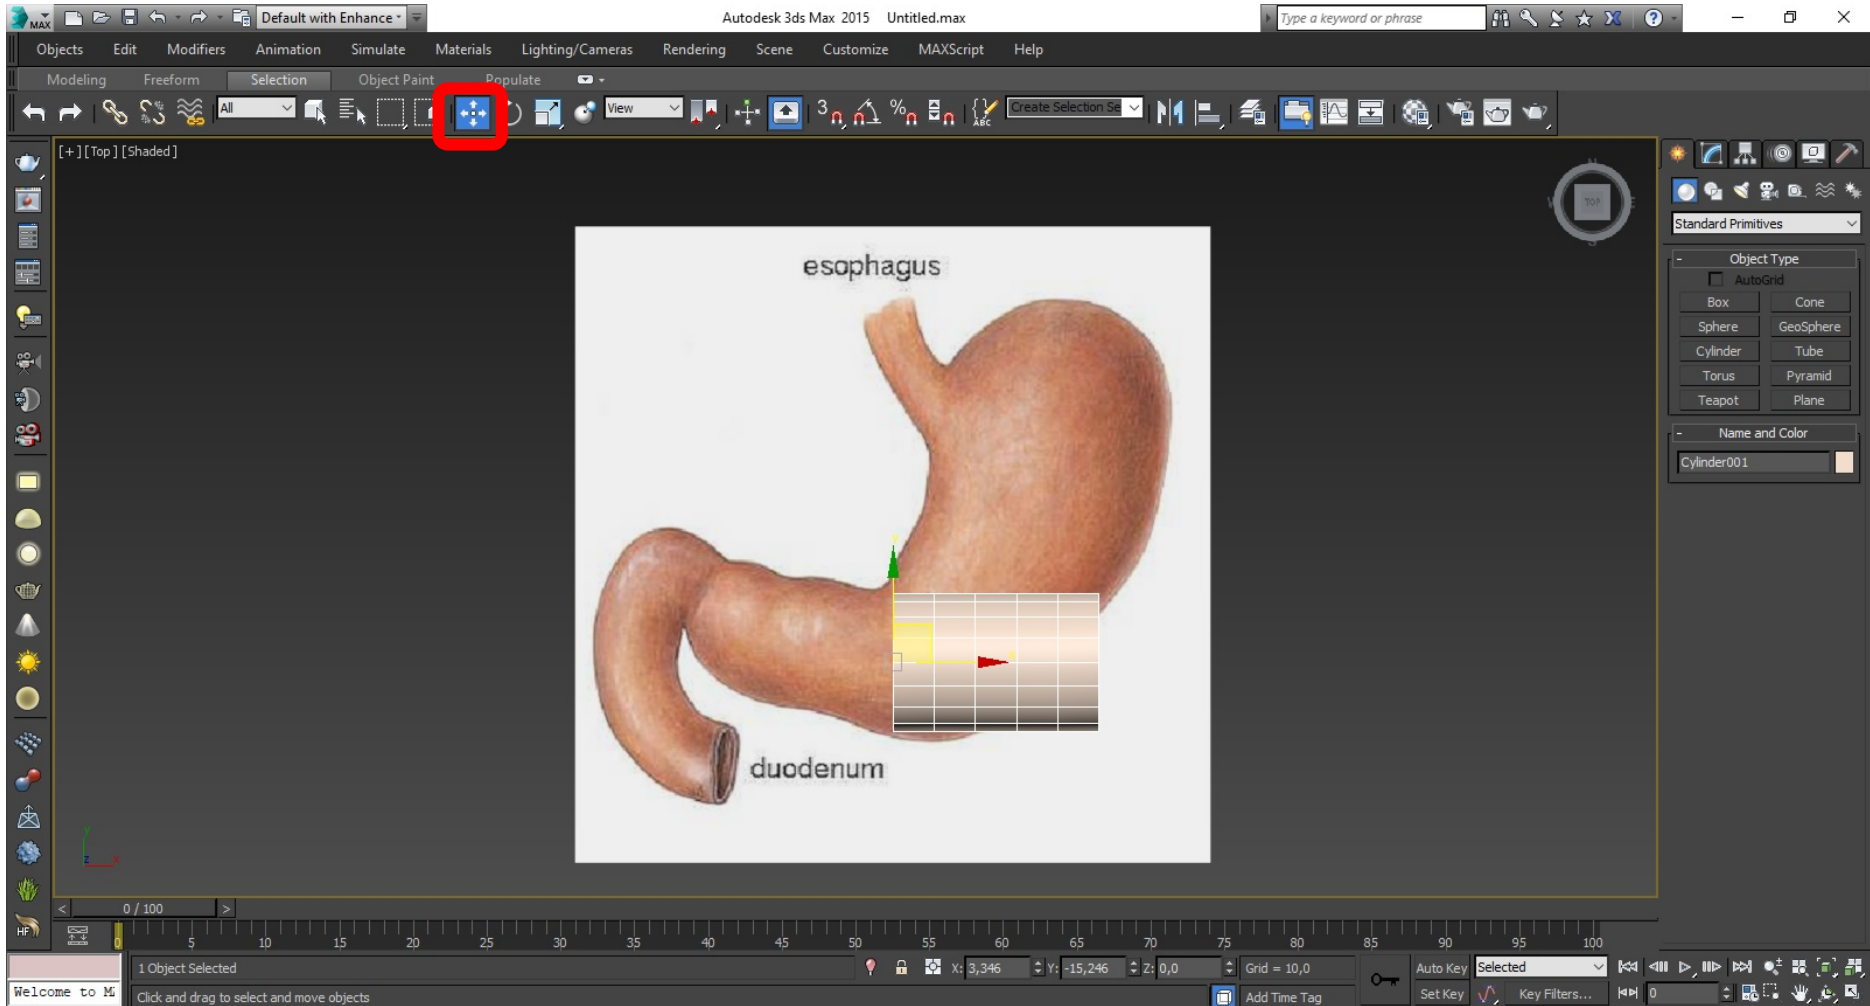 MAX
Default with Enhance
Autodesk 3ds Max 2015 Untitled.max
Type a keyword or phrase
Objects Edit Modifiers Animation Simulate Materials Lighting/Cameras Rendering Scene Customize MAXScript Help
Modeling Freeform Selection Object Paint Populate
All View 3 % ABC Create Selection Se
[+] [Top] [Shaded]
N
TOP
S
Standard Primitives
- Object Type
AutoGrid
Box Cone
Sphere GeoSphere
Cylinder Tube
Torus Pyramid
Teapot Plane
- Name and Color
Cylinder001
esophagus
duodenum
y
z x
< 0 / 100 >
HF
0 5 10 15 20 25 30 35 40 45 50 55 60 65 70 75 80 85 90 95 100
1 Object Selected X: 3,346 Y: -15,246 Z: 0,0 Grid = 10,0 Auto Key Selected
Welcome to M Click and drag to select and move objects Add Time Tag Set Key Key Filters... 0